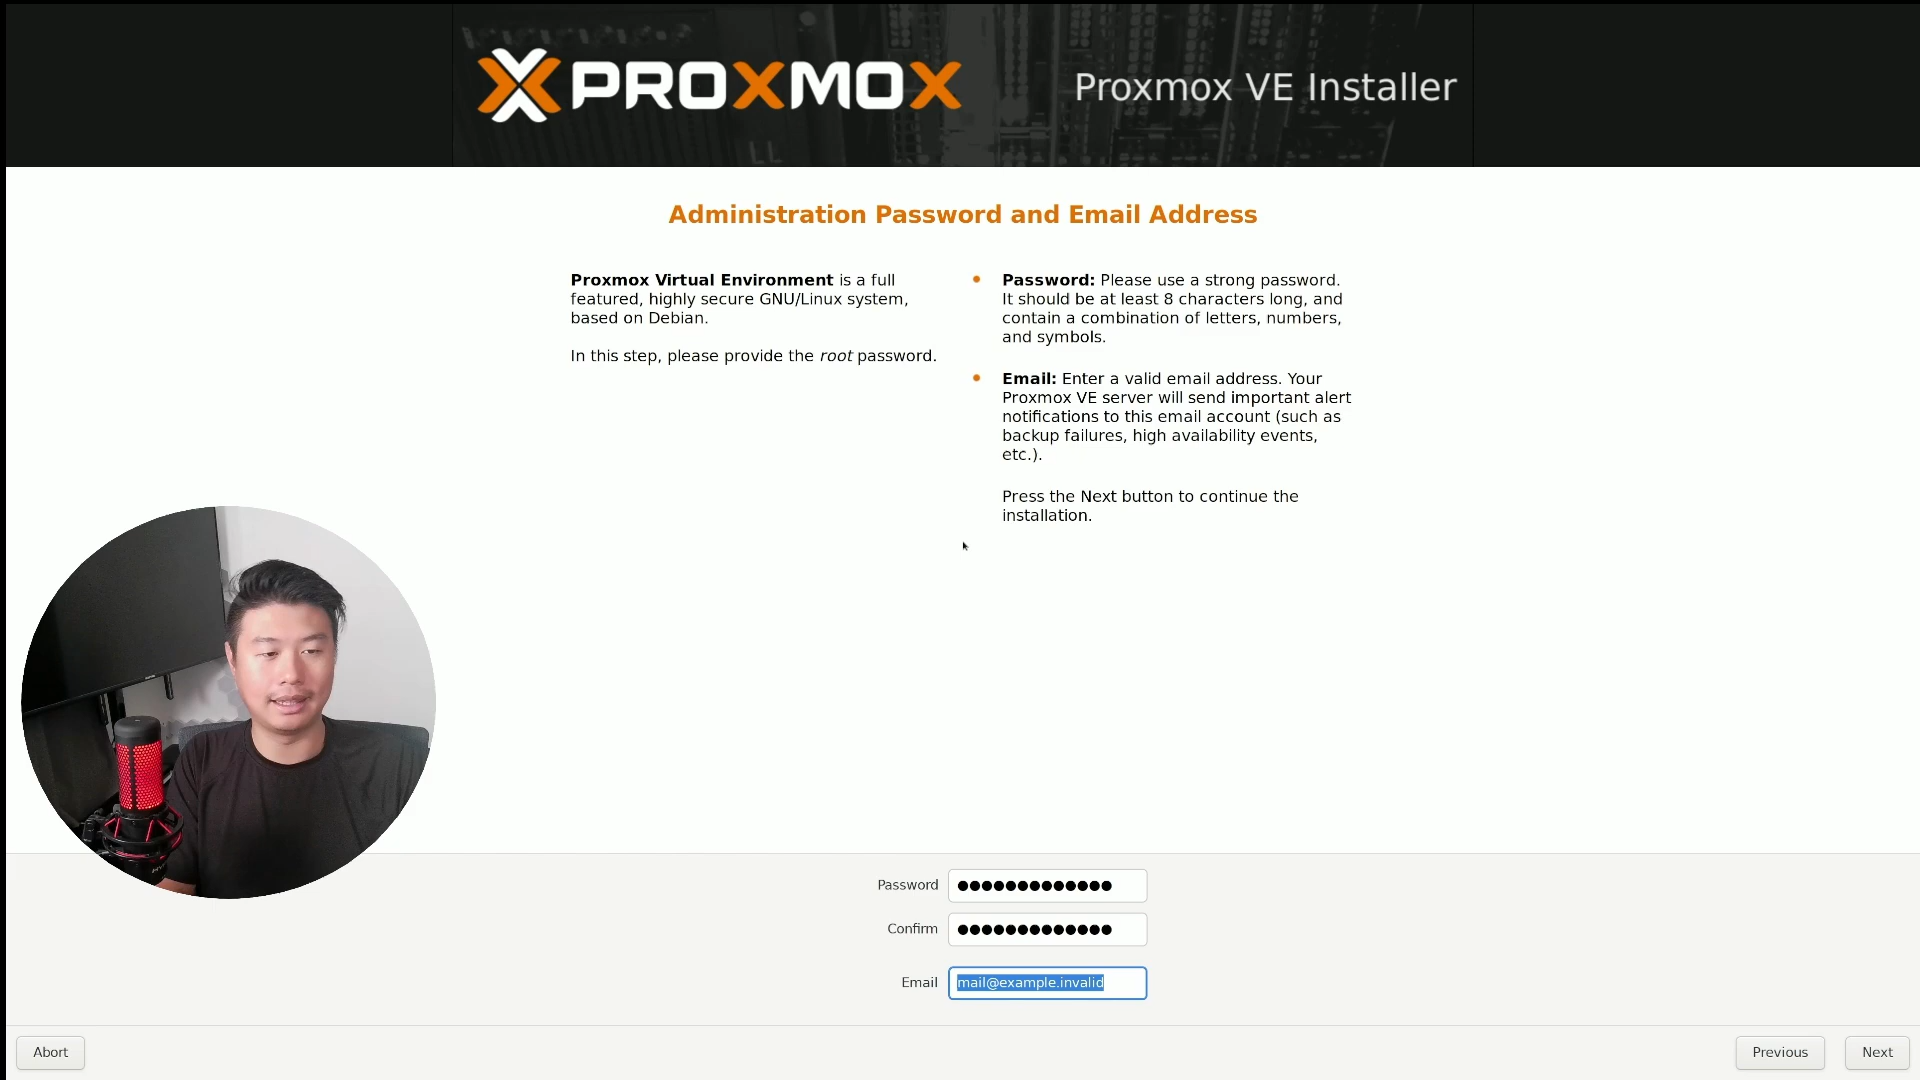 PROXMOX
Proxmox VE Installer
Administration Password and Email Address
Proxmox Virtual Environment is a full
featured, highly secure GNU/Linux system,
based on Debian.
In this step, please provide the root password.
Password: Please use a strong password.
It should be at least 8 characters long, and
contain a combination of letters, numbers,
and symbols.
Email: Enter a valid email address. Your
Proxmox VE server will send important alert
notifications to this email account (such as
backup failures, high availability events,
etc.).
Press the Next button to continue the
installation.
Password ●●●●●●●●●●●●●
Confirm ●●●●●●●●●●●●●
Email mail@example.invalid
Abort
Previous
Next